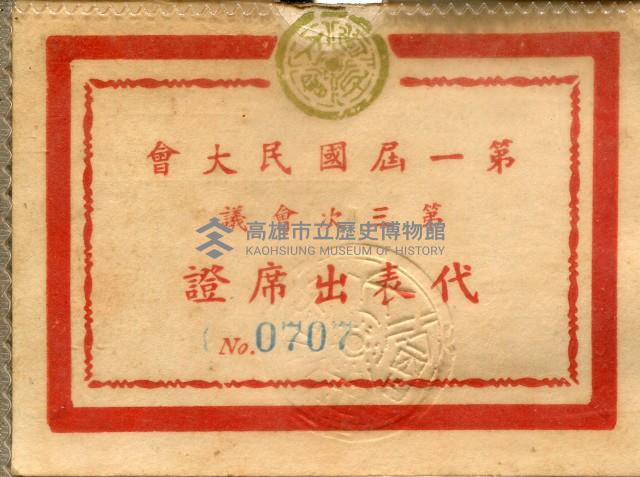 第一屆國民大會
第三次會議
高雄市立歷史博物館
KAOHSIUNG MUSEUM OF HISTORY
代表出席證
No. 0707